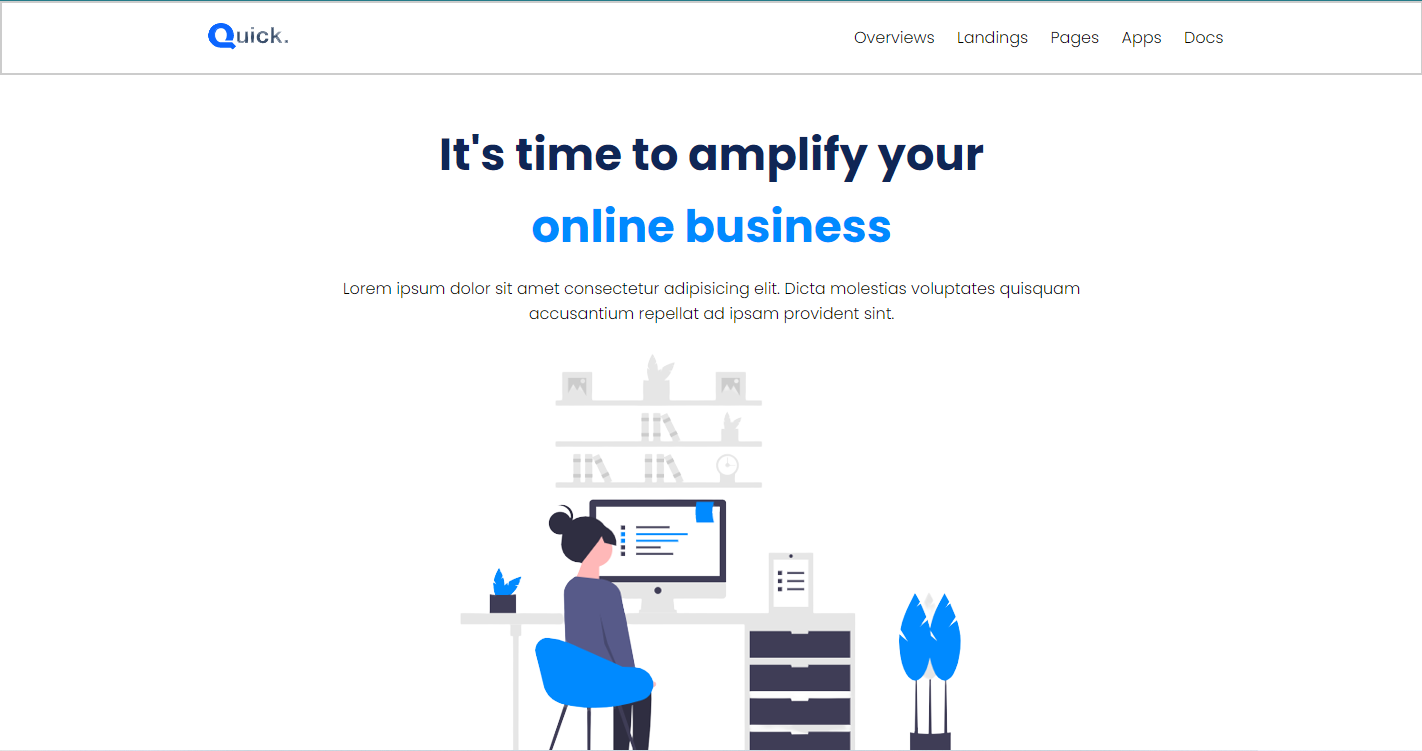 Quick.
Overviews Landings Pages Apps Docs
It's time to amplify your
online business
Lorem ipsum dolor sit amet consectetur adipisicing elit. Dicta molestias voluptates quisquam
accusantium repellat ad ipsam provident sint.